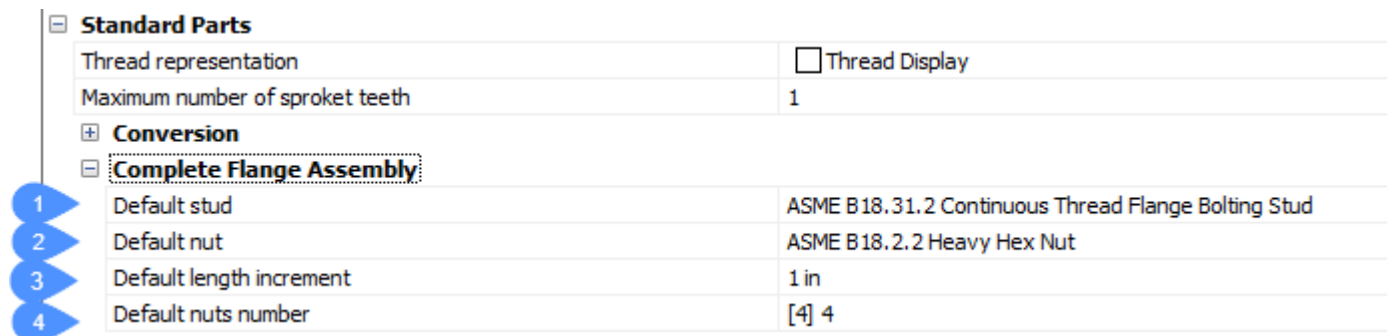 Standard Parts
Thread representation Thread Display
Maximum number of sproket teeth 1
Conversion
Complete Flange Assembly
1 Default stud ASME B18.31.2 Continuous Thread Flange Bolting Stud
2 Default nut ASME B18.2.2 Heavy Hex Nut
3 Default length increment 1 in
4 Default nuts number [4] 4